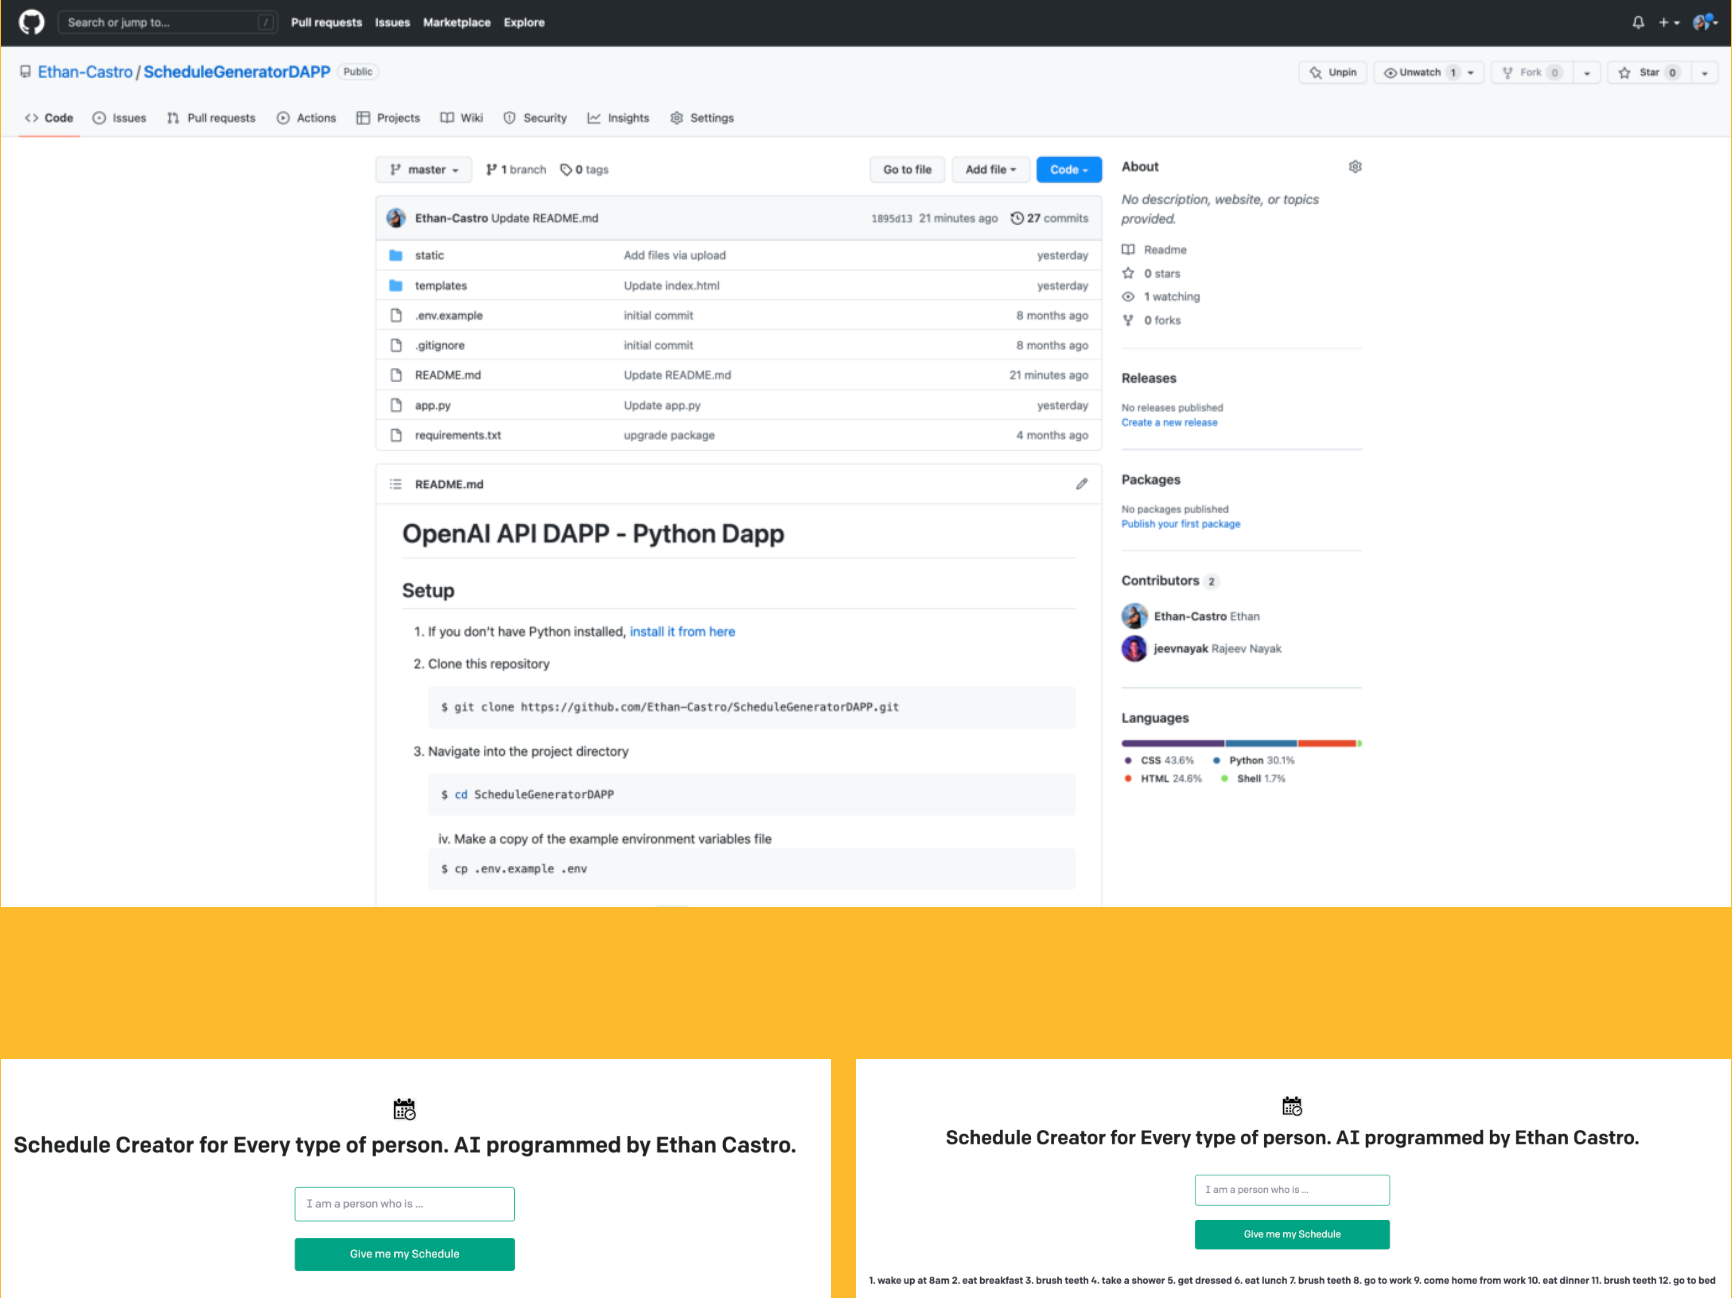 Search or jump to... /
Pull requests Issues Marketplace Explore
Ethan-Castro / ScheduleGeneratorDAPP Public
Unpin Unwatch 1 Fork 0 Star 0
Code Issues Pull requests Actions Projects Wiki Security Insights Settings
master 1 branch 0 tags Go to file Add file Code
Ethan-Castro Update README.md 1895d13 21 minutes ago 27 commits
static Add files via upload yesterday
templates Update index.html yesterday
.env.example initial commit 8 months ago
.gitignore initial commit 8 months ago
README.md Update README.md 21 minutes ago
app.py Update app.py yesterday
requirements.txt upgrade package 4 months ago
README.md
OpenAI API DAPP - Python Dapp
Setup
1. If you don't have Python installed, install it from here
2. Clone this repository
$ git clone https://github.com/Ethan-Castro/ScheduleGeneratorDAPP.git
3. Navigate into the project directory
$ cd ScheduleGeneratorDAPP
iv. Make a copy of the example environment variables file
$ cp .env.example .env
About
No description, website, or topics
provided.
Readme
0 stars
1 watching
0 forks
Releases
No releases published
Create a new release
Packages
No packages published
Publish your first package
Contributors 2
Ethan-Castro Ethan
jeevnayak Rajeev Nayak
Languages
CSS 43.6% Python 30.1%
HTML 24.6% Shell 1.7%
Schedule Creator for Every type of person. AI programmed by Ethan Castro.
I am a person who is ...
Give me my Schedule
Schedule Creator for Every type of person. AI programmed by Ethan Castro.
I am a person who is ...
Give me my Schedule
1. wake up at 8am 2. eat breakfast 3. brush teeth 4. take a shower 5. get dressed 6. eat lunch 7. brush teeth 8. go to work 9. come home from work 10. eat dinner 11. brush teeth 12. go to bed